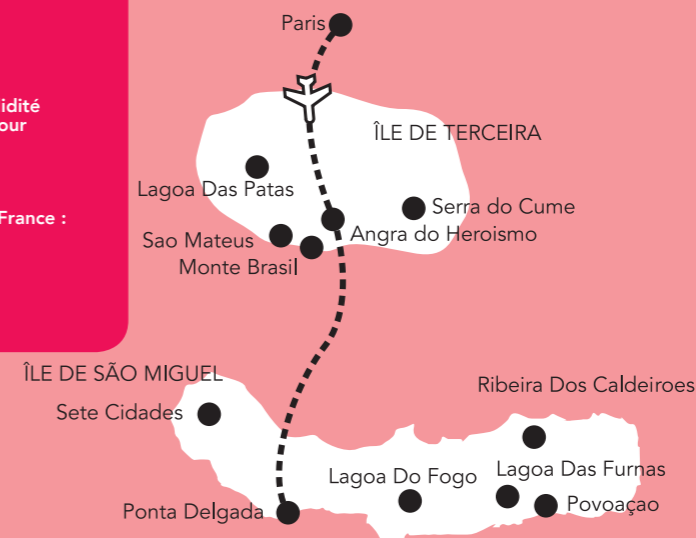 Paris
ÎLE DE TERCEIRA
Lagoa Das Patas
Serra do Cume
Sao Mateus
Angra do Heroismo
Monte Brasil
France :
ÎLE DE SÃO MIGUEL
Ribeira Dos Caldeiroes
Sete Cidades
Lagoa Do Fogo
Lagoa Das Furnas
Ponta Delgada
Povoaçao